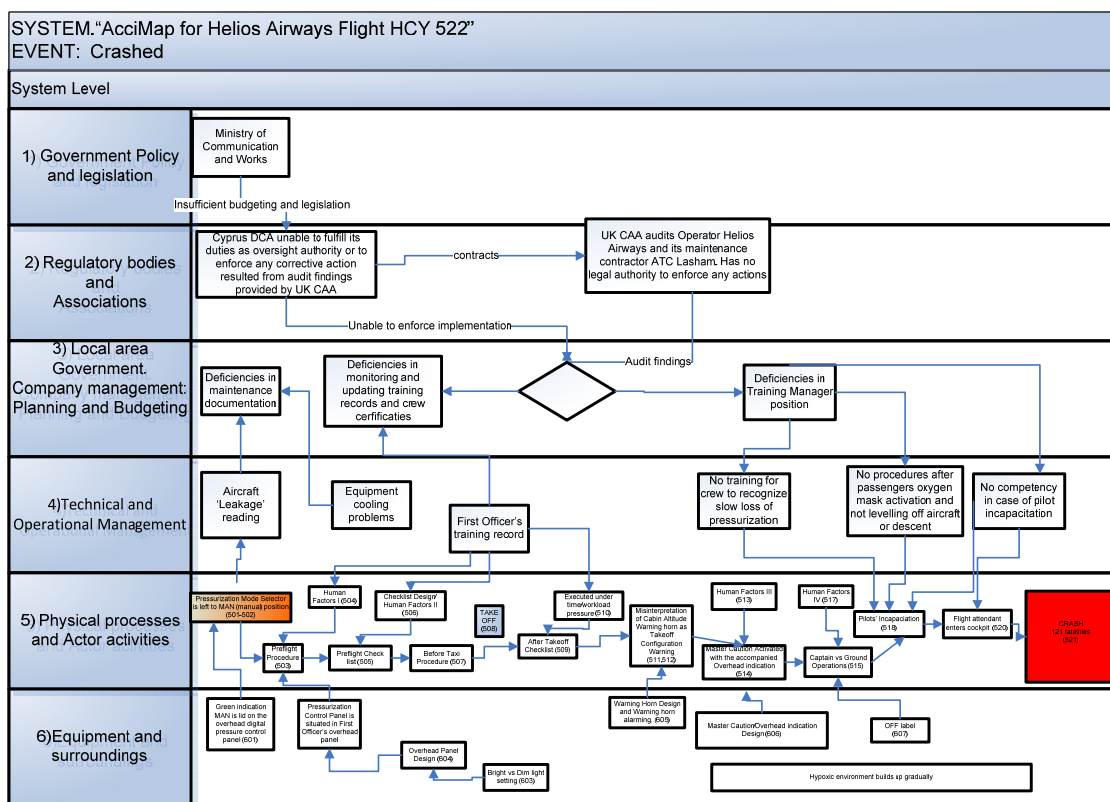 SYSTEM.“AcciMap for Helios Airways Flight HCY 522”
EVENT: Crashed
System Level
1) Government Policy
and legislation
Ministry of
Communication
and Works
Insufficient budgeting and legislation
2) Regulatory bodies
and
Associations
Cyprus DCA unable to fulfill its
duties as oversight authority or to
enforce any corrective action
resulted from audit findings
provided by UK CAA
contracts
UK CAA audits Operator Helios
Airways and its maintenance
contractor ATC Lasham. Has no
legal authority to enforce any actions
Unable to enforce implementation
Audit findings
3) Local area
Government.
Company management:
Planning and Budgeting
Deficiencies in
maintenance
documentation
Deficiencies in
monitoring and
updating training
records and crew
cerfificaties
Deficiencies in
Training Manager
position
4)Technical and
Operational Management
Aircraft
‘Leakage’
reading
Equipment
cooling
problems
First Officer’s
training record
No training for
crew to recognize
slow loss of
pressurization
No procedures after
passengers oxygen
mask activation and
not levelling off aircraft
or descent
No competency
in case of pilot
incapacitation
5) Physical processes
and Actor activities
Pressurization Mode Selector
is left to MAN (manual) position
(501-502)
Human
Factors I (504)
Checklist Design/
Human Factors II
(506)
TAKE
OFF
(508)
Executed under
time/workload
pressure (510)
Misinterpretation
of Cabin Altitude
Warning horn as
Takeoff
Configuration
Warning
(511,512)
Human Factors III
(513)
Human Factors
IV (517)
Pilots’ Incapaciation
(518)
Flight attendant
enters cockpit (520)
CRASH
121 fatalities
(521)
Preflight
Procedure
(503)
Preflight Check
list (505)
Before Taxi
Procedure (507)
After Takeoff
Checklist (509)
Master Caution Activated
with the accompanied
Overhead indication
(514)
Captain vs Ground
Operations (515)
6)Equipment and
surroundings
Green indication
MAN is lid on the
overhead digital
pressure control
panel (601)
Pressurization
Control Panel is
situated in First
Officer’s overhead
panel
Overhead Panel
Design (604)
Bright vs Dim light
setting (603)
Warning Horn Design
and Warning horn
alarming. (605)
Master Caution/Overhead indication
Design(606)
OFF label
(607)
Hypoxic environment builds up gradually